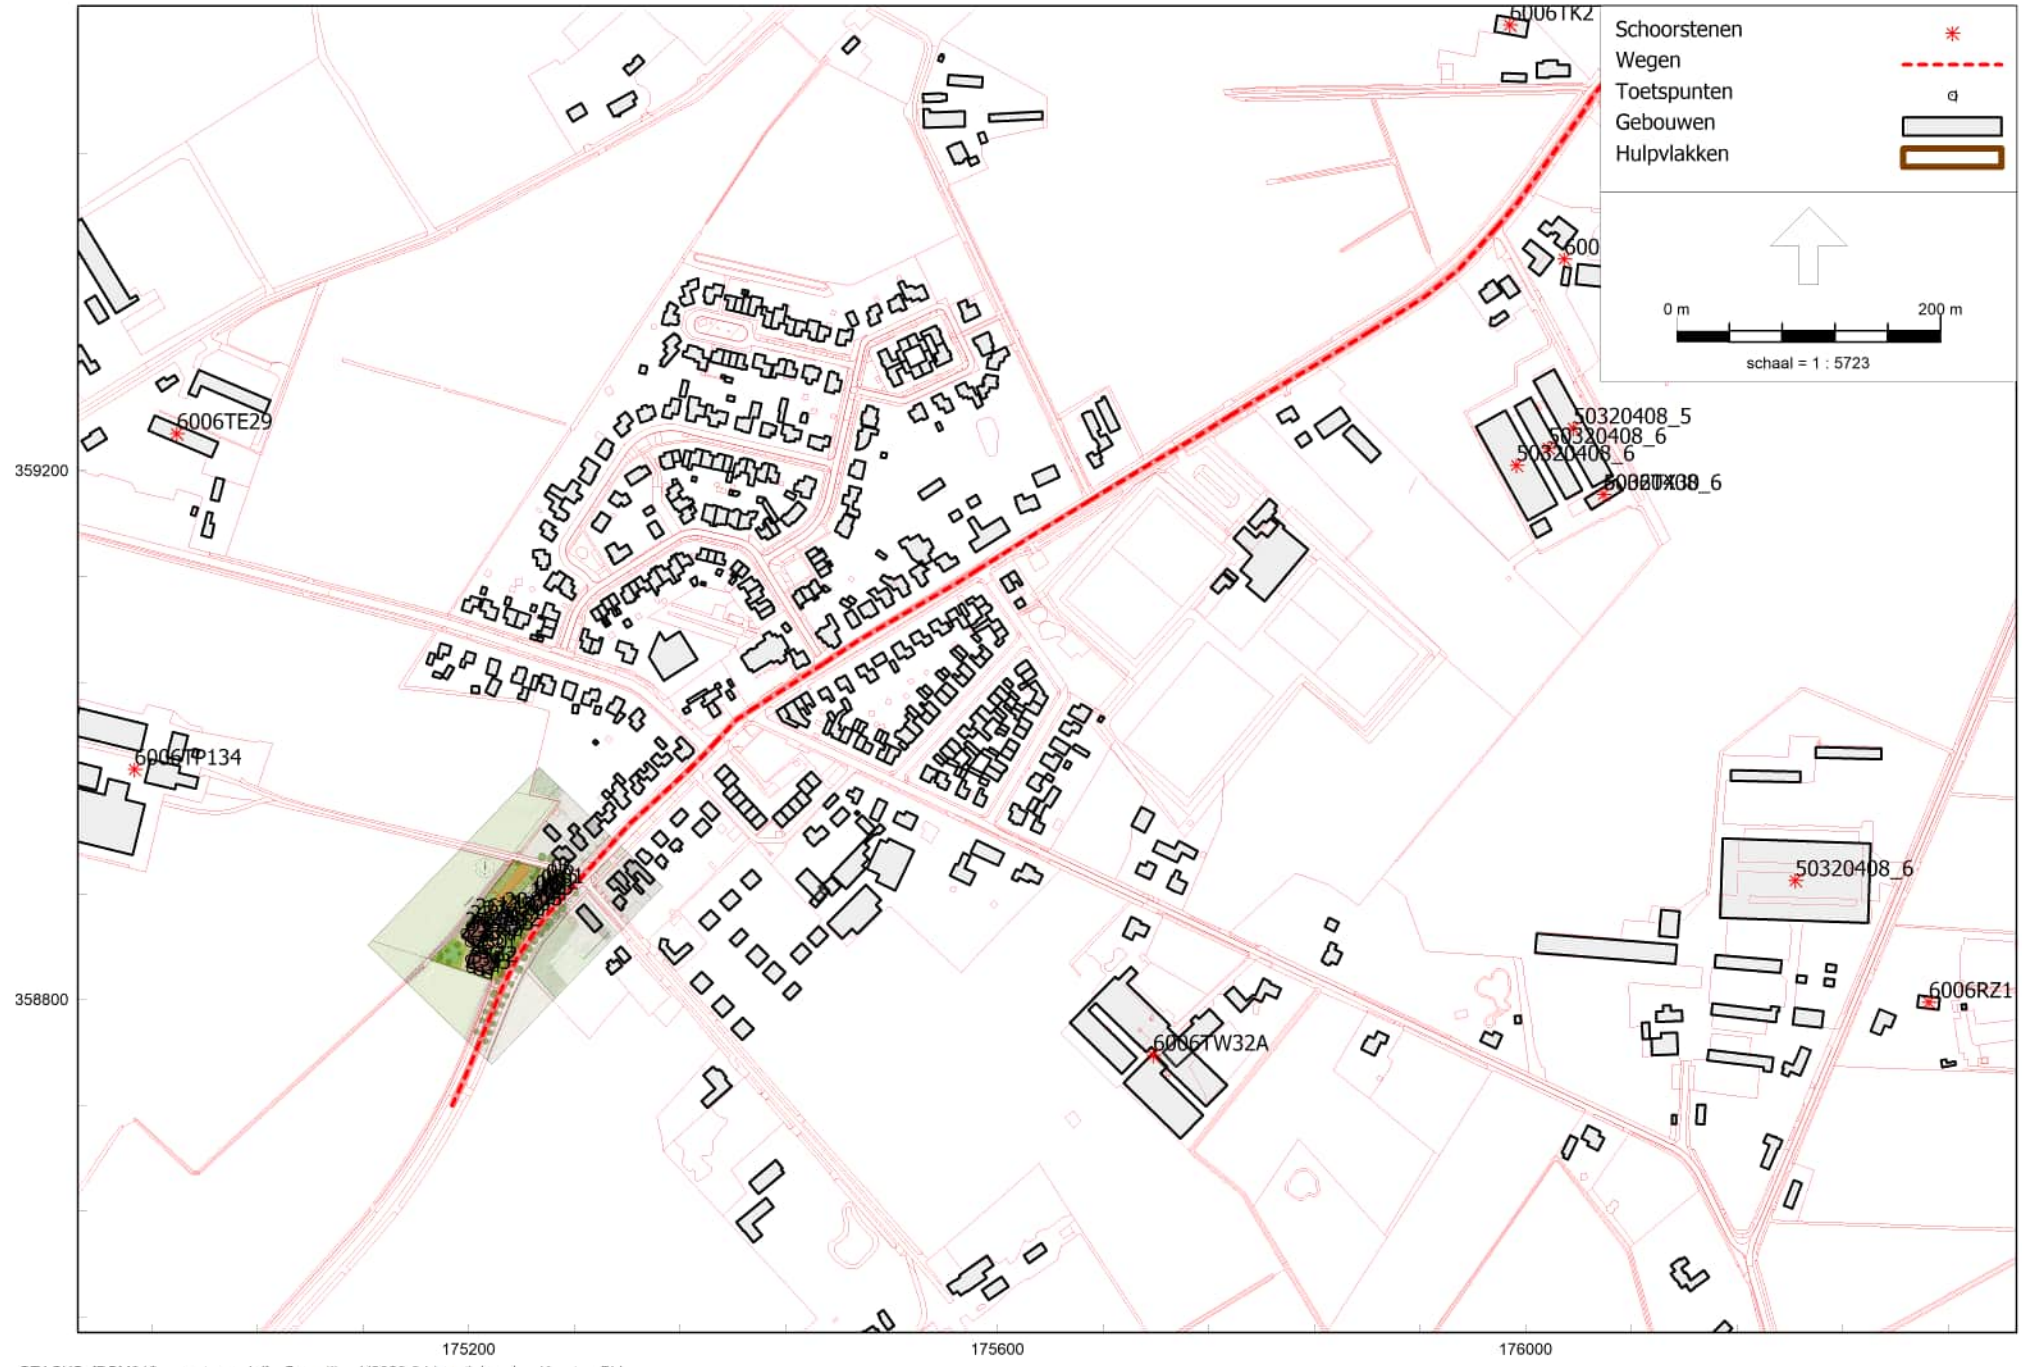 6006TK2
Schoorstenen
Wegen
Toetspunten
Gebouwen
Hulpvlakken
600
0 m 200 m
schaal = 1 : 5723
6006TE29
50320408_5
50320408_6
50320408_6
359200
6006TP134
50320408_6
358800
6006RZ1
6006TW32A
175200 175600 176000